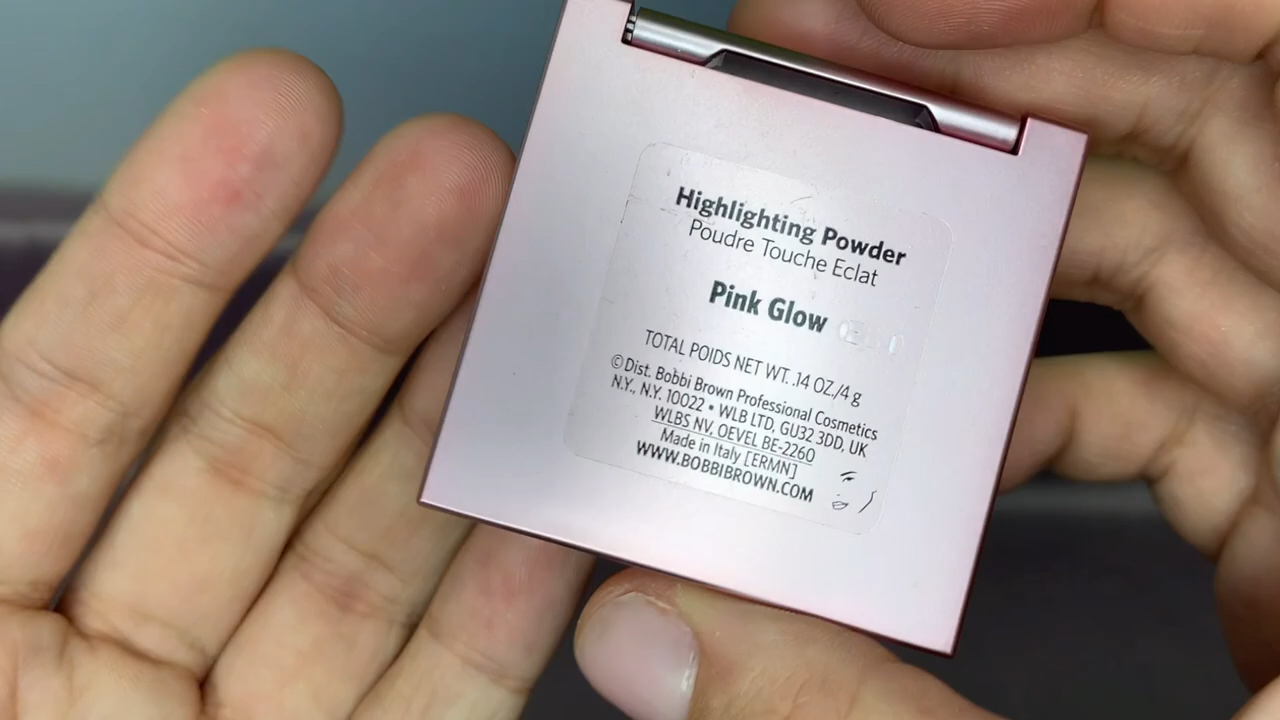 Highlighting Powder
Poudre Touche Eclat
Pink Glow
TOTAL POIDS NET WT. .14 OZ./4 g
©Dist. Bobbi Brown Professional Cosmetics
N.Y., N.Y. 10022 • WLB LTD, GU32 3DD, UK
WLBS NV. OEVEL BE-2260
Made in Italy [ERMN]
WWW.BOBBIBROWN.COM